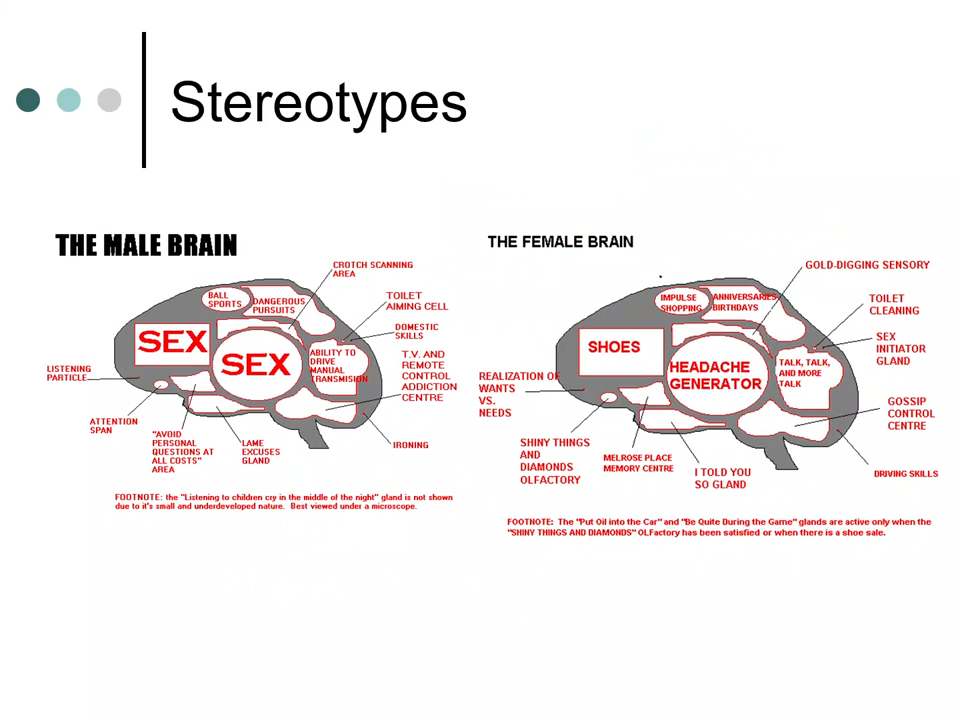 Stereotypes
THE MALE BRAIN
CROTCH SCANNING
AREA
BALL
SPORTS
DANGEROUS
PURSUITS
TOILET
AIMING CELL
DOMESTIC
SKILLS
SEX
SEX
ABILITY TO
DRIVE
MANUAL
TRANSMISION
T.V. AND
REMOTE
CONTROL
ADDICTION
CENTRE
LISTENING
PARTICLE
ATTENTION
SPAN
"AVOID
PERSONAL
QUESTIONS AT
ALL COSTS"
AREA
LAME
EXCUSES
GLAND
IRONING
FOOTNOTE: the "Listening to children cry in the middle of the night" gland is not shown
due to it's small and underdeveloped nature. Best viewed under a microscope.
THE FEMALE BRAIN
GOLD-DIGGING SENSORY
IMPULSE
SHOPPING
ANNIVERSARIES
BIRTHDAYS
TOILET
CLEANING
SEX
INITIATOR
GLAND
SHOES
HEADACHE
GENERATOR
TALK, TALK,
AND MORE
TALK
REALIZATION OF
WANTS
VS.
NEEDS
GOSSIP
CONTROL
CENTRE
SHINY THINGS
AND
DIAMONDS
OLFACTORY
MELROSE PLACE
MEMORY CENTRE
I TOLD YOU
SO GLAND
DRIVING SKILLS
FOOTNOTE: The "Put Oil into the Car" and "Be Quite During the Game" glands are active only when the
"SHINY THINGS AND DIAMONDS" OLFactory has been satisfied or when there is a shoe sale.